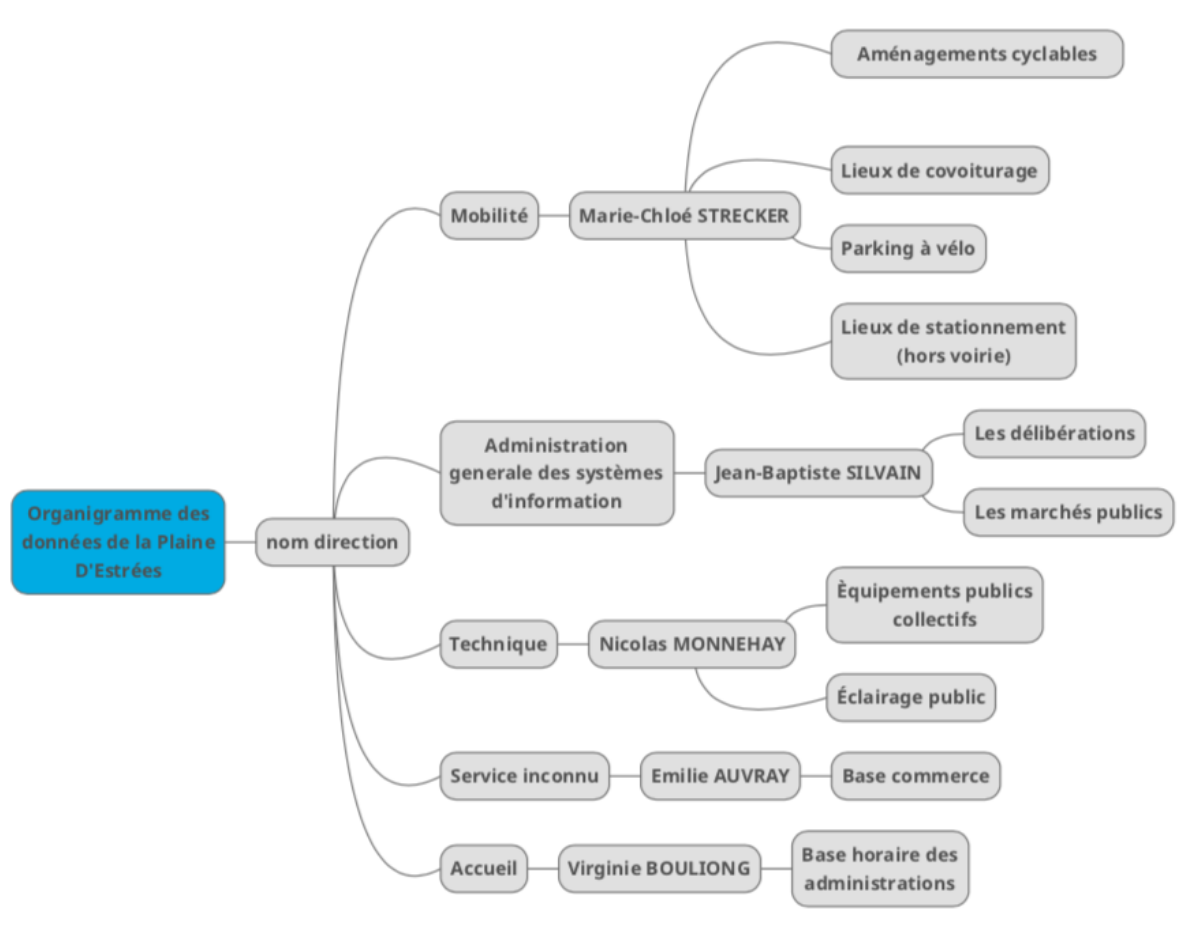 Organigramme des
données de la Plaine
D'Estrées
nom direction
Mobilité
Marie-Chloé STRECKER
Aménagements cyclables
Lieux de covoiturage
Parking à vélo
Lieux de stationnement
(hors voirie)
Administration
generale des systèmes
d'information
Jean-Baptiste SILVAIN
Les délibérations
Les marchés publics
Technique
Nicolas MONNEHAY
Èquipements publics
collectifs
Éclairage public
Service inconnu
Emilie AUVRAY
Base commerce
Accueil
Virginie BOULIONG
Base horaire des
administrations